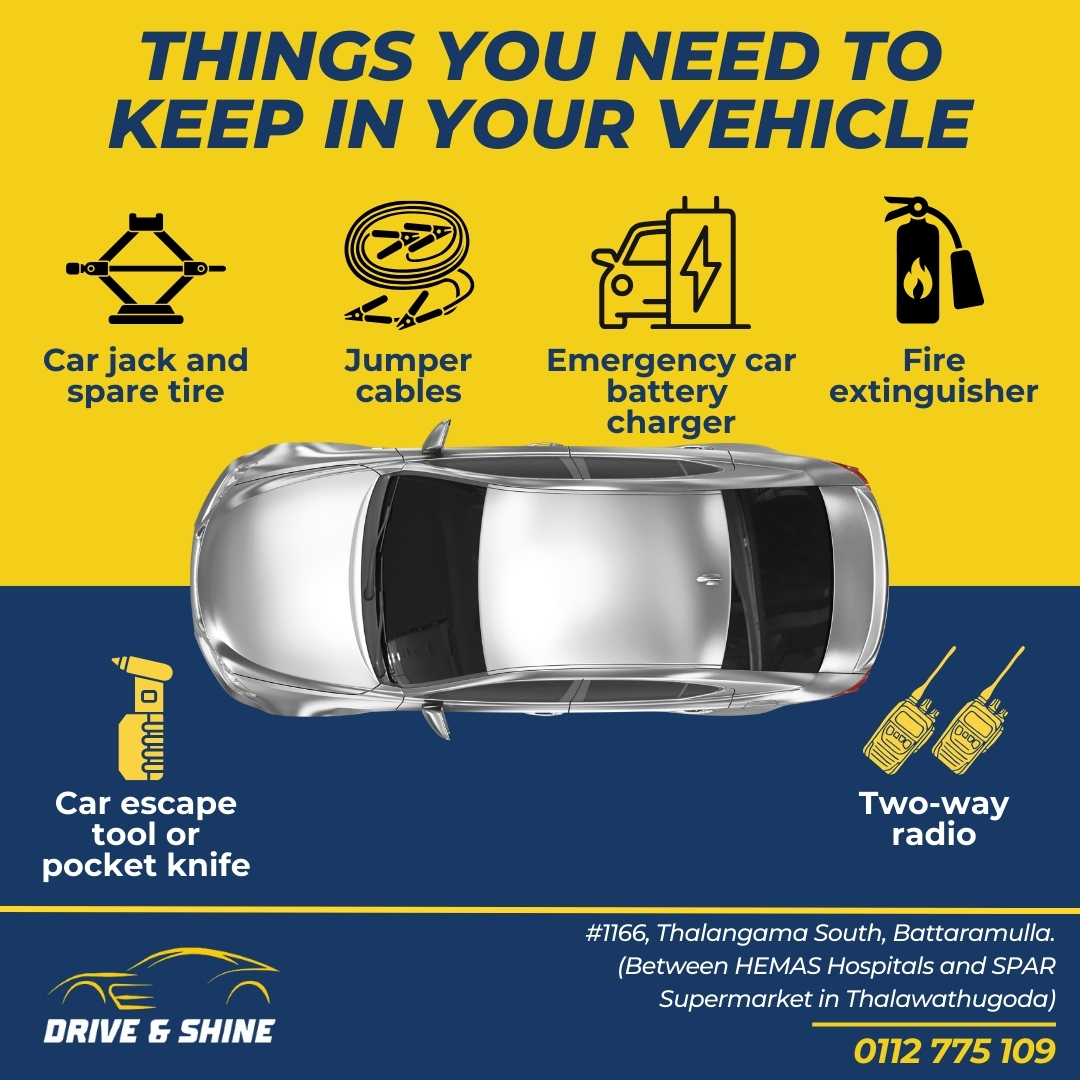 THINGS YOU NEED TO
KEEP IN YOUR VEHICLE
Car jack and
spare tire
Jumper
cables
Emergency car
battery
charger
Fire
extinguisher
Car escape
tool or
pocket knife
Two-way
radio
DRIVE & SHINE
#1166, Thalangama South, Battaramulla.
(Between HEMAS Hospitals and SPAR
Supermarket in Thalawathugoda)
0112 775 109